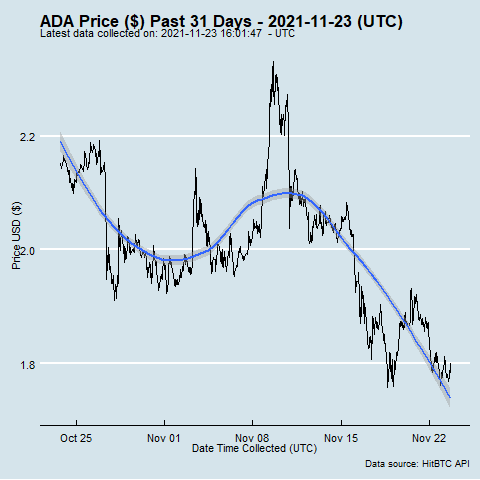 ADA Price ($) Past 31 Days - 2021-11-23 (UTC)
Latest data collected on: 2021-11-23 16:01:47 - UTC
Price USD ($)
2.2
2.0
1.8
Oct 25 Nov 01 Nov 08 Nov 15 Nov 22
Date Time Collected (UTC)
Data source: HitBTC API